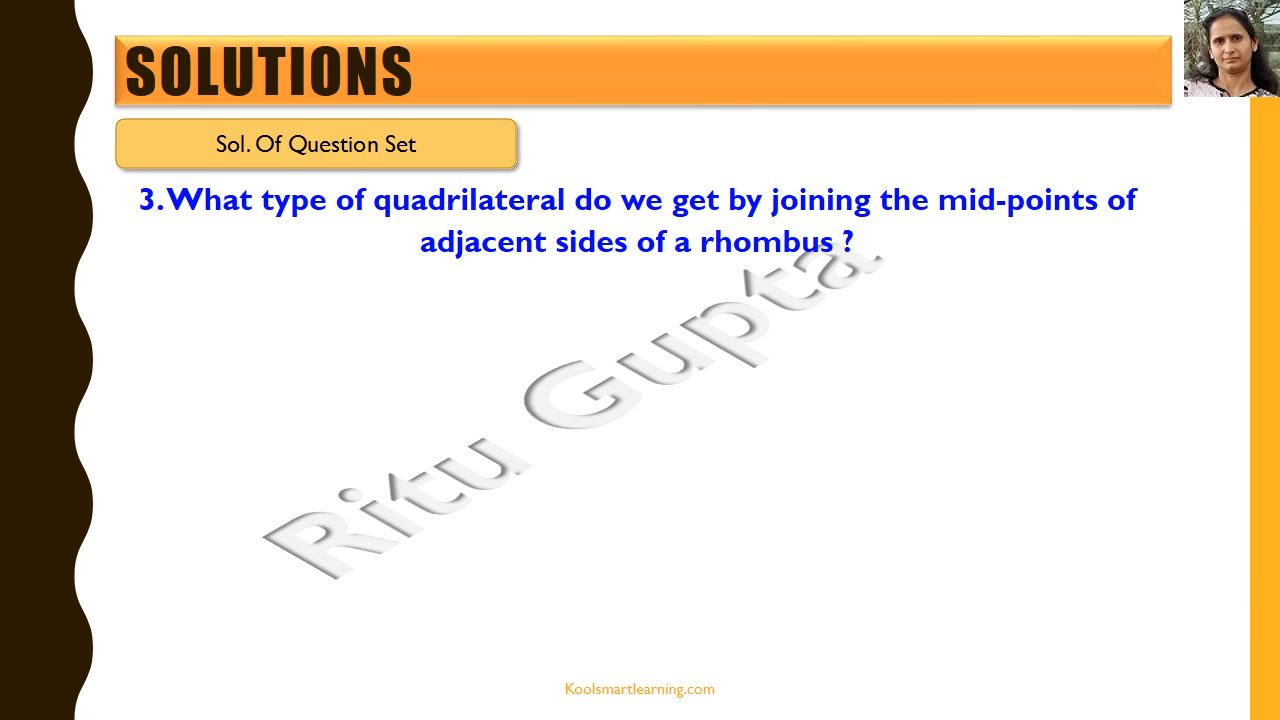 SOLUTIONS
Sol. Of Question Set
3. What type of quadrilateral do we get by joining the mid-points of
adjacent sides of a rhombus ?
Ritu Gupta
Koolsmartlearning.com